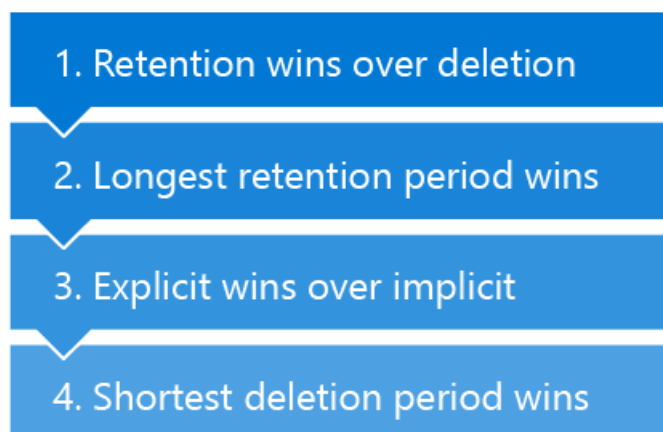 1. Retention wins over deletion
2. Longest retention period wins
3. Explicit wins over implicit
4. Shortest deletion period wins